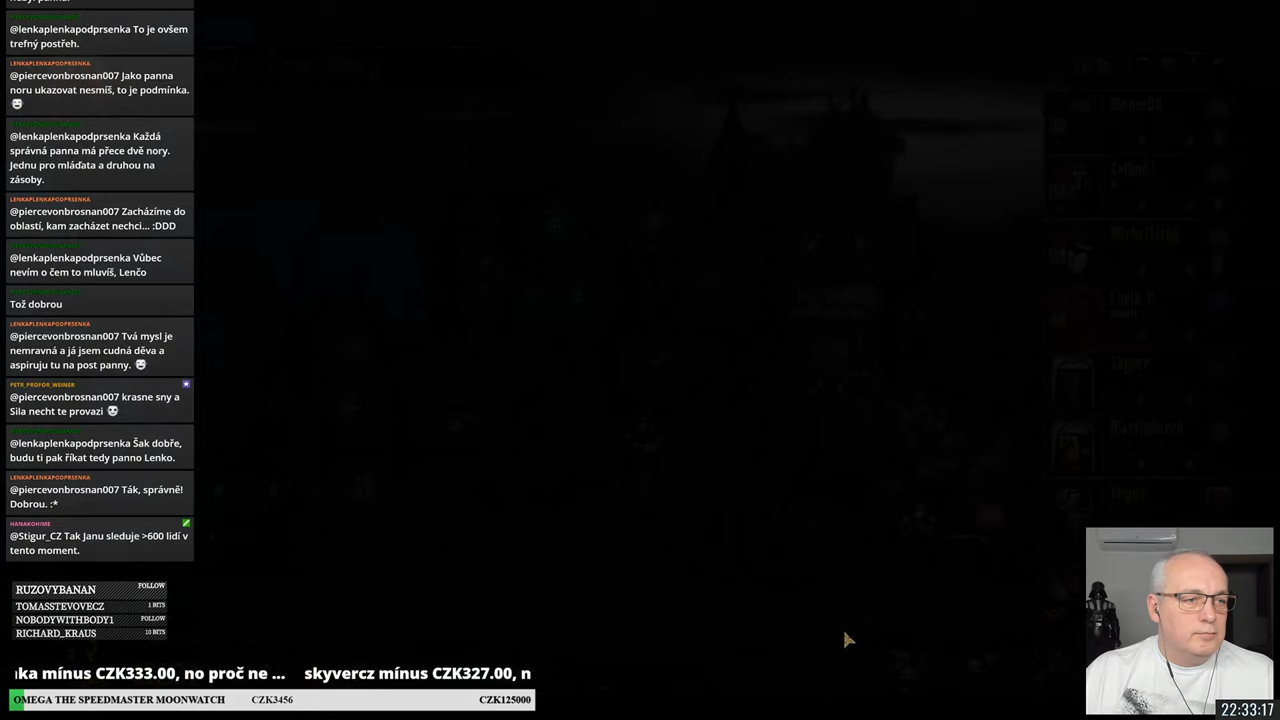 @lenkaplenkapodprsenka To je ovšem
trefný postřeh.
LENKAPLENKAPODPRSENKA
@piercevonbrosnan007 Jako panna
noru ukazovat nesmíš, to je podmínka.
@lenkaplenkapodprsenka Každá
správná panna má přece dvě nory.
Jednu pro mláďata a druhou na
zásoby.
LENKAPLENKAPODPRSENKA
@piercevonbrosnan007 Zacházíme do
oblastí, kam zacházet nechci... :DDD
@lenkaplenkapodprsenka Vůbec
nevím o čem to mluvíš, Lenčo
Tož dobrou
LENKAPLENKAPODPRSENKA
@piercevonbrosnan007 Tvá mysl je
nemravná a já jsem cudná děva a
aspiruju tu na post panny.
PETR_PROFOR_WEINER
@piercevonbrosnan007 krasne sny a
Sila necht te provazi
@lenkaplenkapodprsenka Šak dobře,
budu ti pak říkat tedy panno Lenko.
LENKAPLENKAPODPRSENKA
@piercevonbrosnan007 Ták, správně!
Dobrou. :*
HANAKOHIME
@Stigur_CZ Tak Janu sleduje >600 lidí v
tento moment.
RUZOVYBANAN FOLLOW
TOMASSTEVOVECZ 1 BITS
NOBODYWITHBODY1 FOLLOW
RICHARD_KRAUS 10 BITS
ka mínus CZK333.00, no proč ne ... skyvercz mínus CZK327.00, n
OMEGA THE SPEEDMASTER MOONWATCH CZK3456 CZK125000
22:33:17